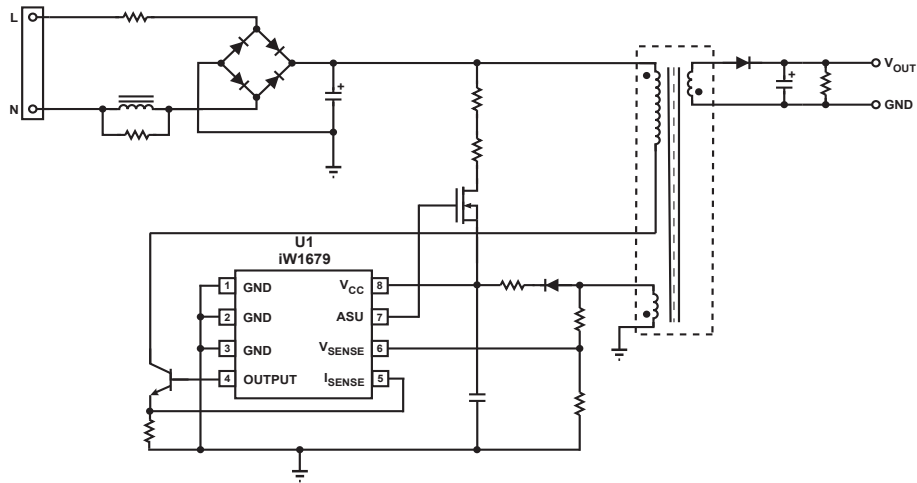 L
N
V_OUT
GND
U1
iW1679
1 GND
2 GND
3 GND
4 OUTPUT
V_CC 8
ASU 7
V_SENSE 6
I_SENSE 5
+
+